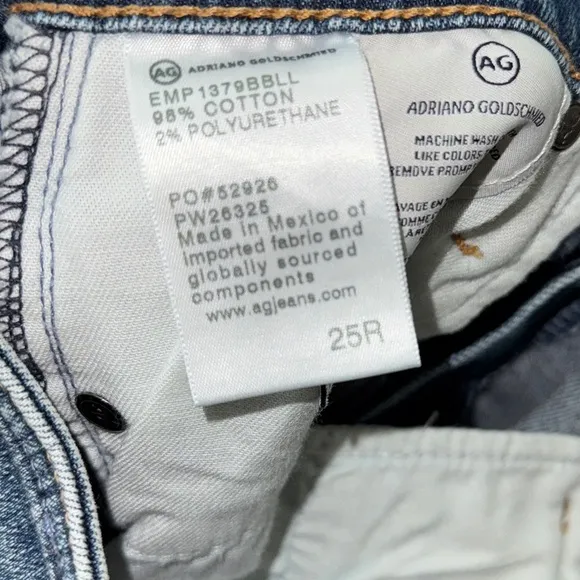 AG ADRIANO GOLDSCHMIED
EMP1379BBLL
98% COTTON
2% POLYURETHANE
PO#52926
PW26325
Made in Mexico of
imported fabric and
globally sourced
components
www.agjeans.com
25R
AG
ADRIANO GOLDSCHMIED
MACHINE WASH
LIKE COLORS
REMOVE